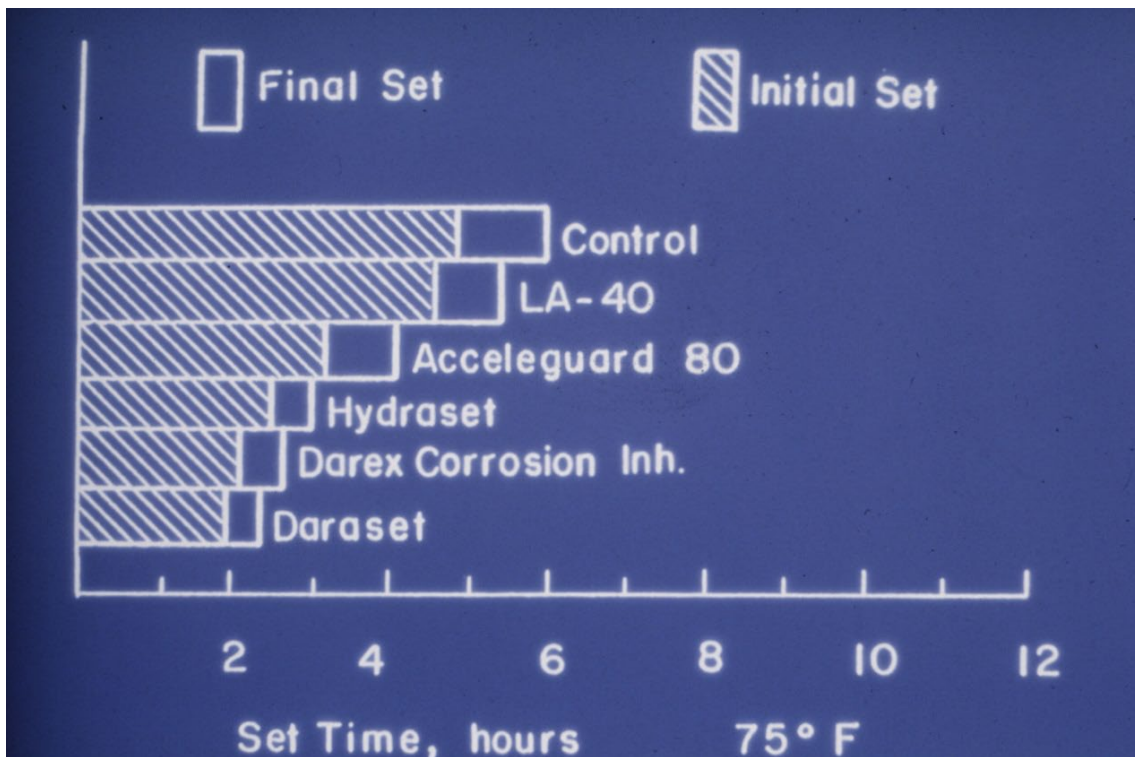 Final Set
Initial Set
Control
LA-40
Acceleguard 80
Hydraset
Darex Corrosion Inh.
Daraset
2 4 6 8 10 12
Set Time, hours 75° F